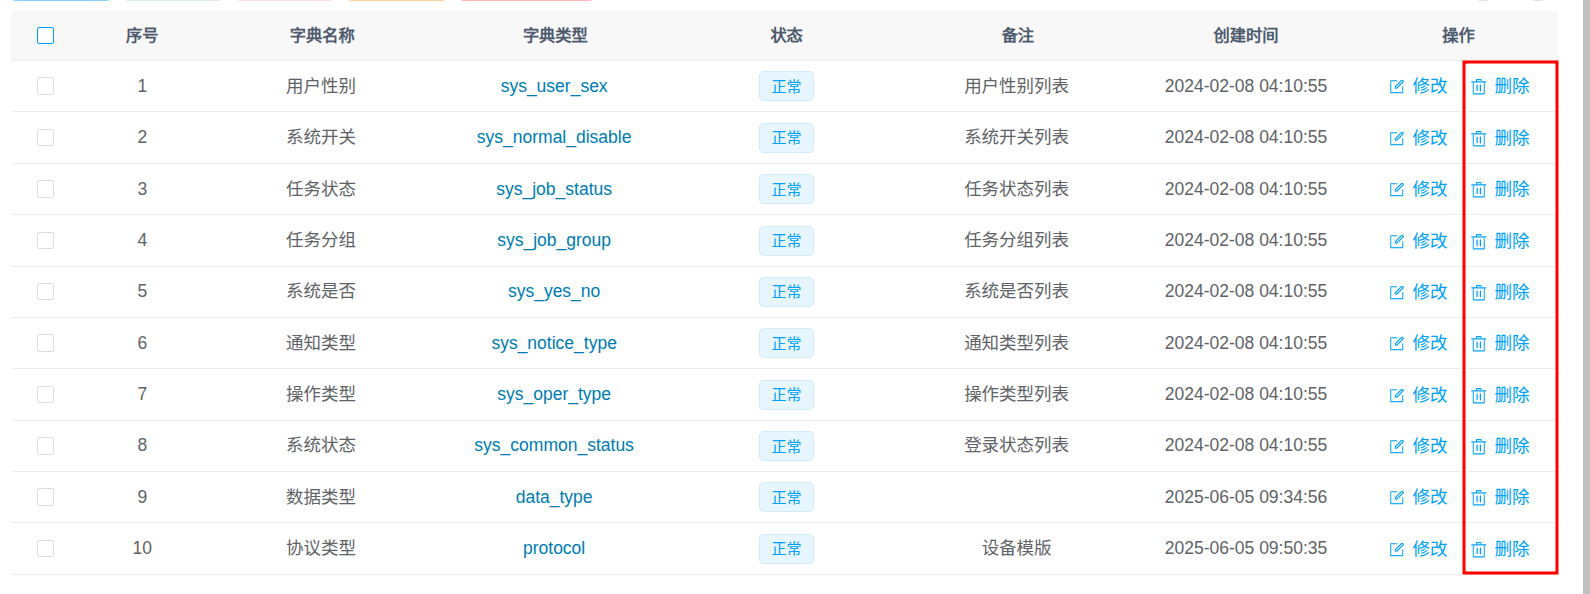 序号 字典名称 字典类型 状态 备注 创建时间 操作
1 用户性别 sys_user_sex 正常 用户性别列表 2024-02-08 04:10:55 修改 删除
2 系统开关 sys_normal_disable 正常 系统开关列表 2024-02-08 04:10:55 修改 删除
3 任务状态 sys_job_status 正常 任务状态列表 2024-02-08 04:10:55 修改 删除
4 任务分组 sys_job_group 正常 任务分组列表 2024-02-08 04:10:55 修改 删除
5 系统是否 sys_yes_no 正常 系统是否列表 2024-02-08 04:10:55 修改 删除
6 通知类型 sys_notice_type 正常 通知类型列表 2024-02-08 04:10:55 修改 删除
7 操作类型 sys_oper_type 正常 操作类型列表 2024-02-08 04:10:55 修改 删除
8 系统状态 sys_common_status 正常 登录状态列表 2024-02-08 04:10:55 修改 删除
9 数据类型 data_type 正常 2025-06-05 09:34:56 修改 删除
10 协议类型 protocol 正常 设备模版 2025-06-05 09:50:35 修改 删除